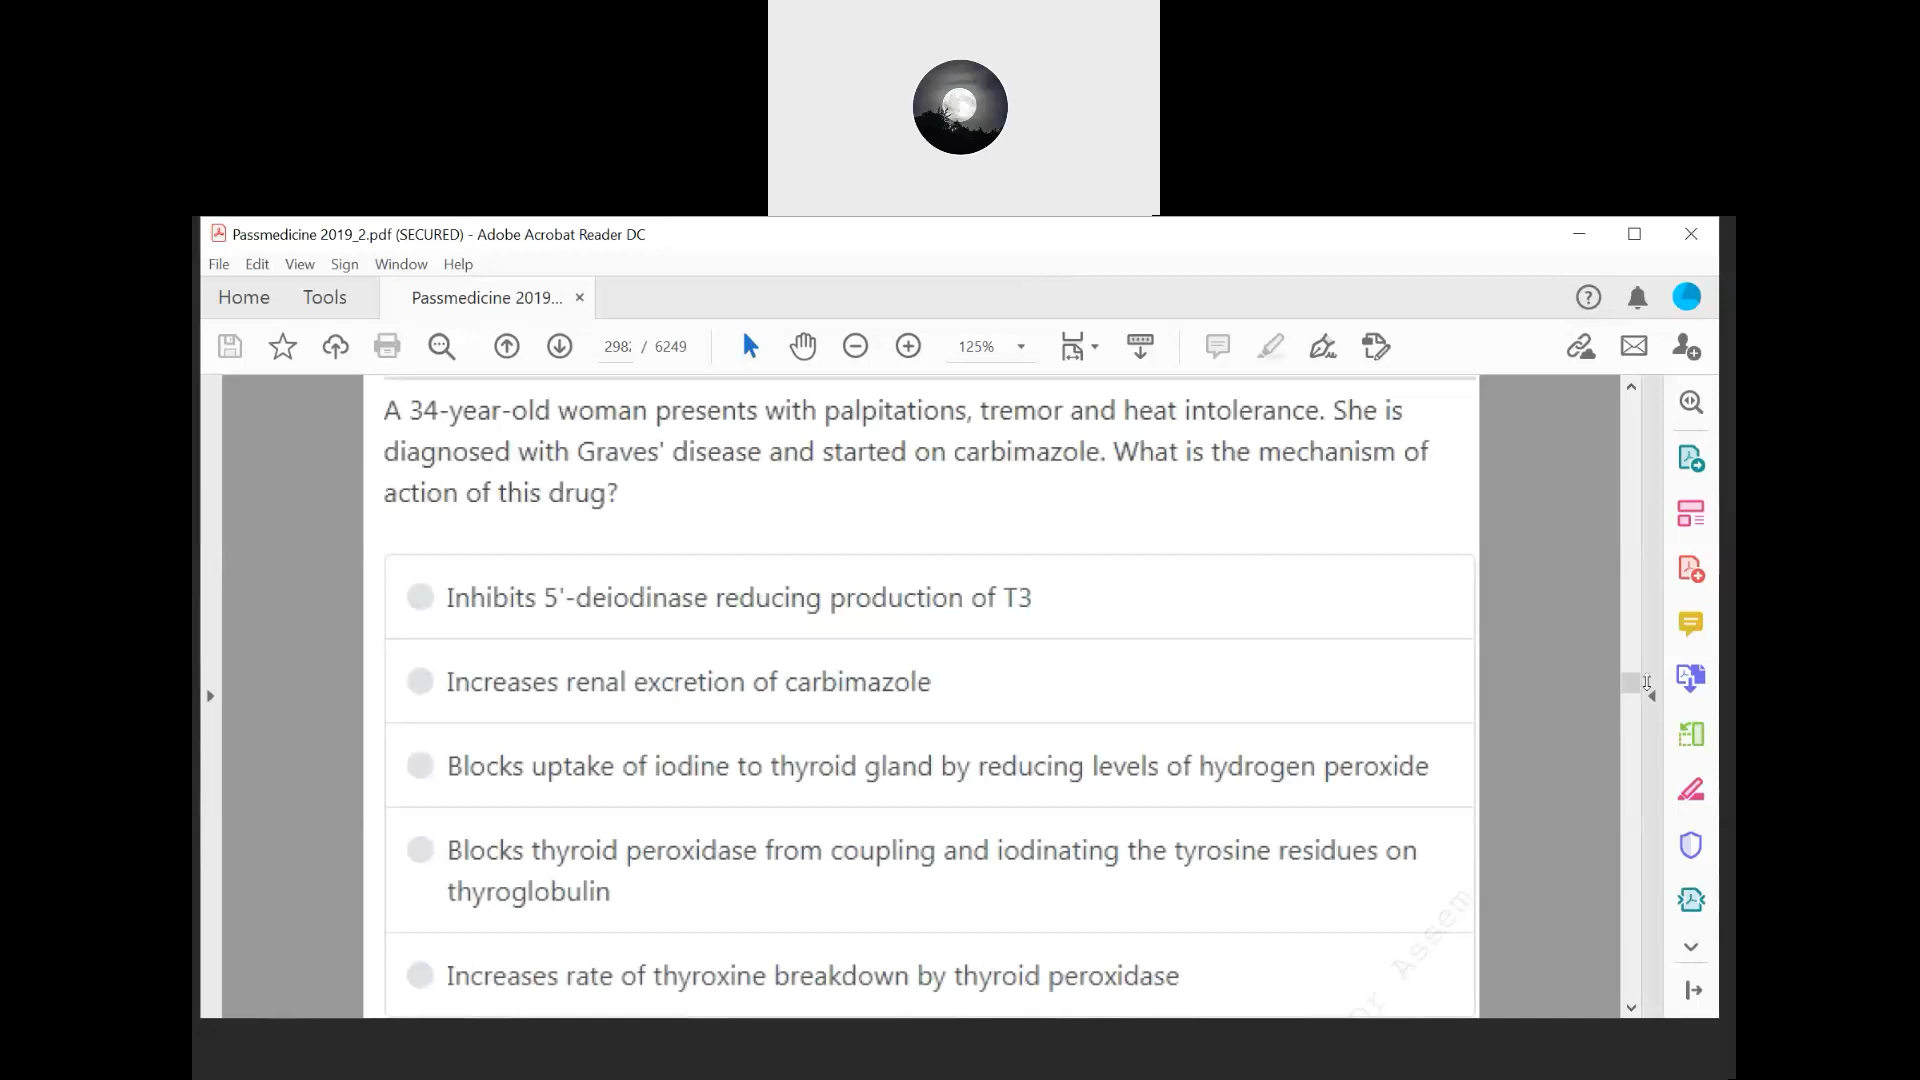 Passmedicine 2019_2.pdf (SECURED) - Adobe Acrobat Reader DC
File Edit View Sign Window Help
Home Tools Passmedicine 2019...
298 / 6249 125%
A 34-year-old woman presents with palpitations, tremor and heat intolerance. She is
diagnosed with Graves' disease and started on carbimazole. What is the mechanism of
action of this drug?
Inhibits 5'-deiodinase reducing production of T3
Increases renal excretion of carbimazole
Blocks uptake of iodine to thyroid gland by reducing levels of hydrogen peroxide
Blocks thyroid peroxidase from coupling and iodinating the tyrosine residues on
thyroglobulin
Increases rate of thyroxine breakdown by thyroid peroxidase
Assem